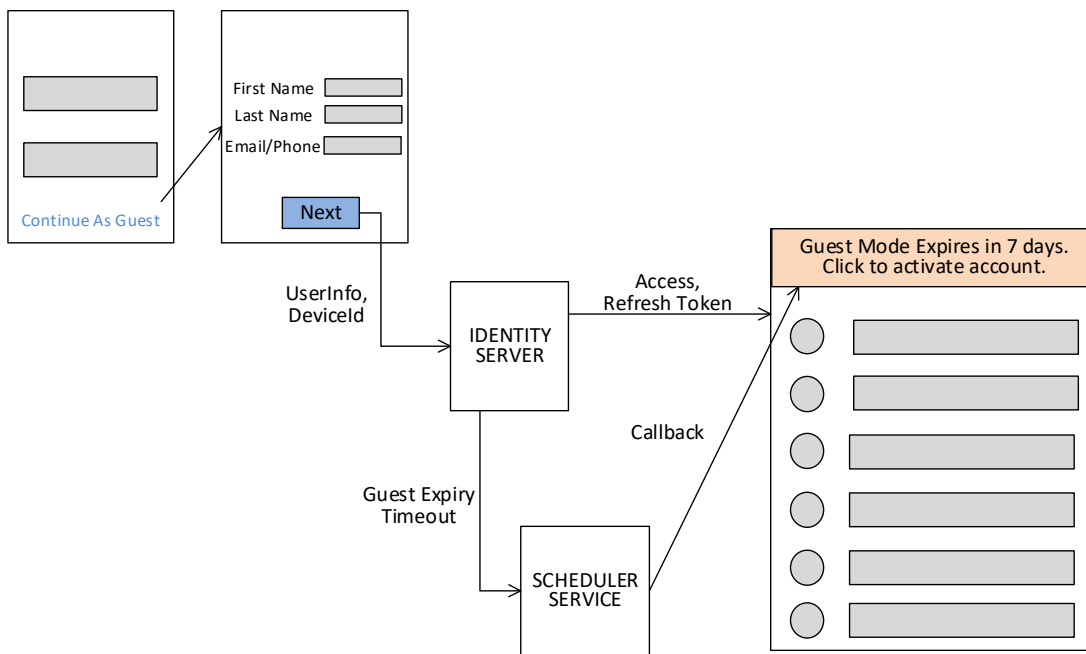 First Name
Last Name
Email/Phone
Continue As Guest
Next
UserInfo,
DeviceId
IDENTITY
SERVER
Access,
Refresh Token
Guest Mode Expires in 7 days.
Click to activate account.
Callback
Guest Expiry
Timeout
SCHEDULER
SERVICE